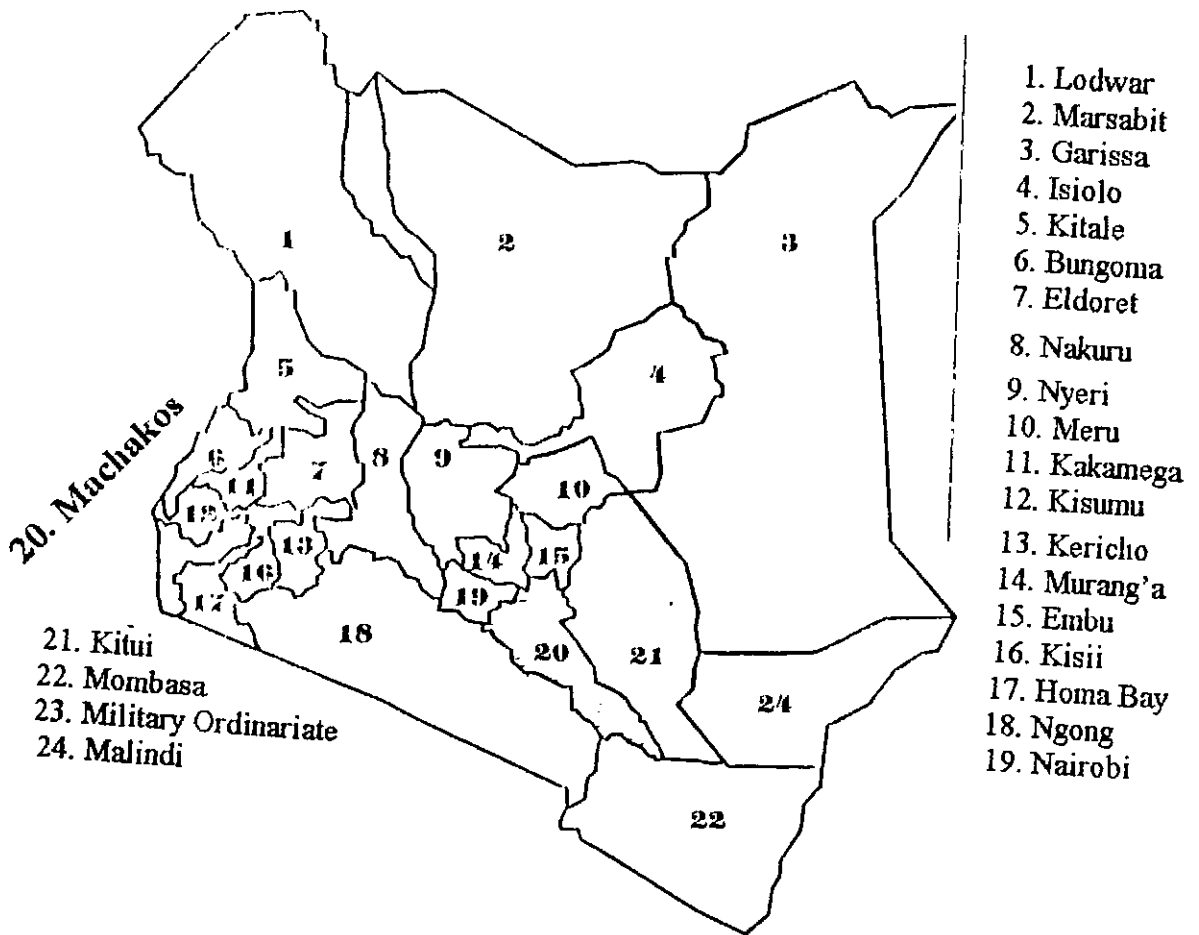 1. Lodwar
2. Marsabit
3. Garissa
4. Isiolo
5. Kitale
6. Bungoma
7. Eldoret
8. Nakuru
9. Nyeri
10. Meru
11. Kakamega
12. Kisumu
13. Kericho
14. Murang'a
15. Embu
16. Kisii
17. Homa Bay
18. Ngong
19. Nairobi
20. Machakos
21. Kitui
22. Mombasa
23. Military Ordinariate
24. Malindi
1
2
3
4
5
6
7
8
9
10
11
12
13
14
15
16
17
18
19
20
21
24
22